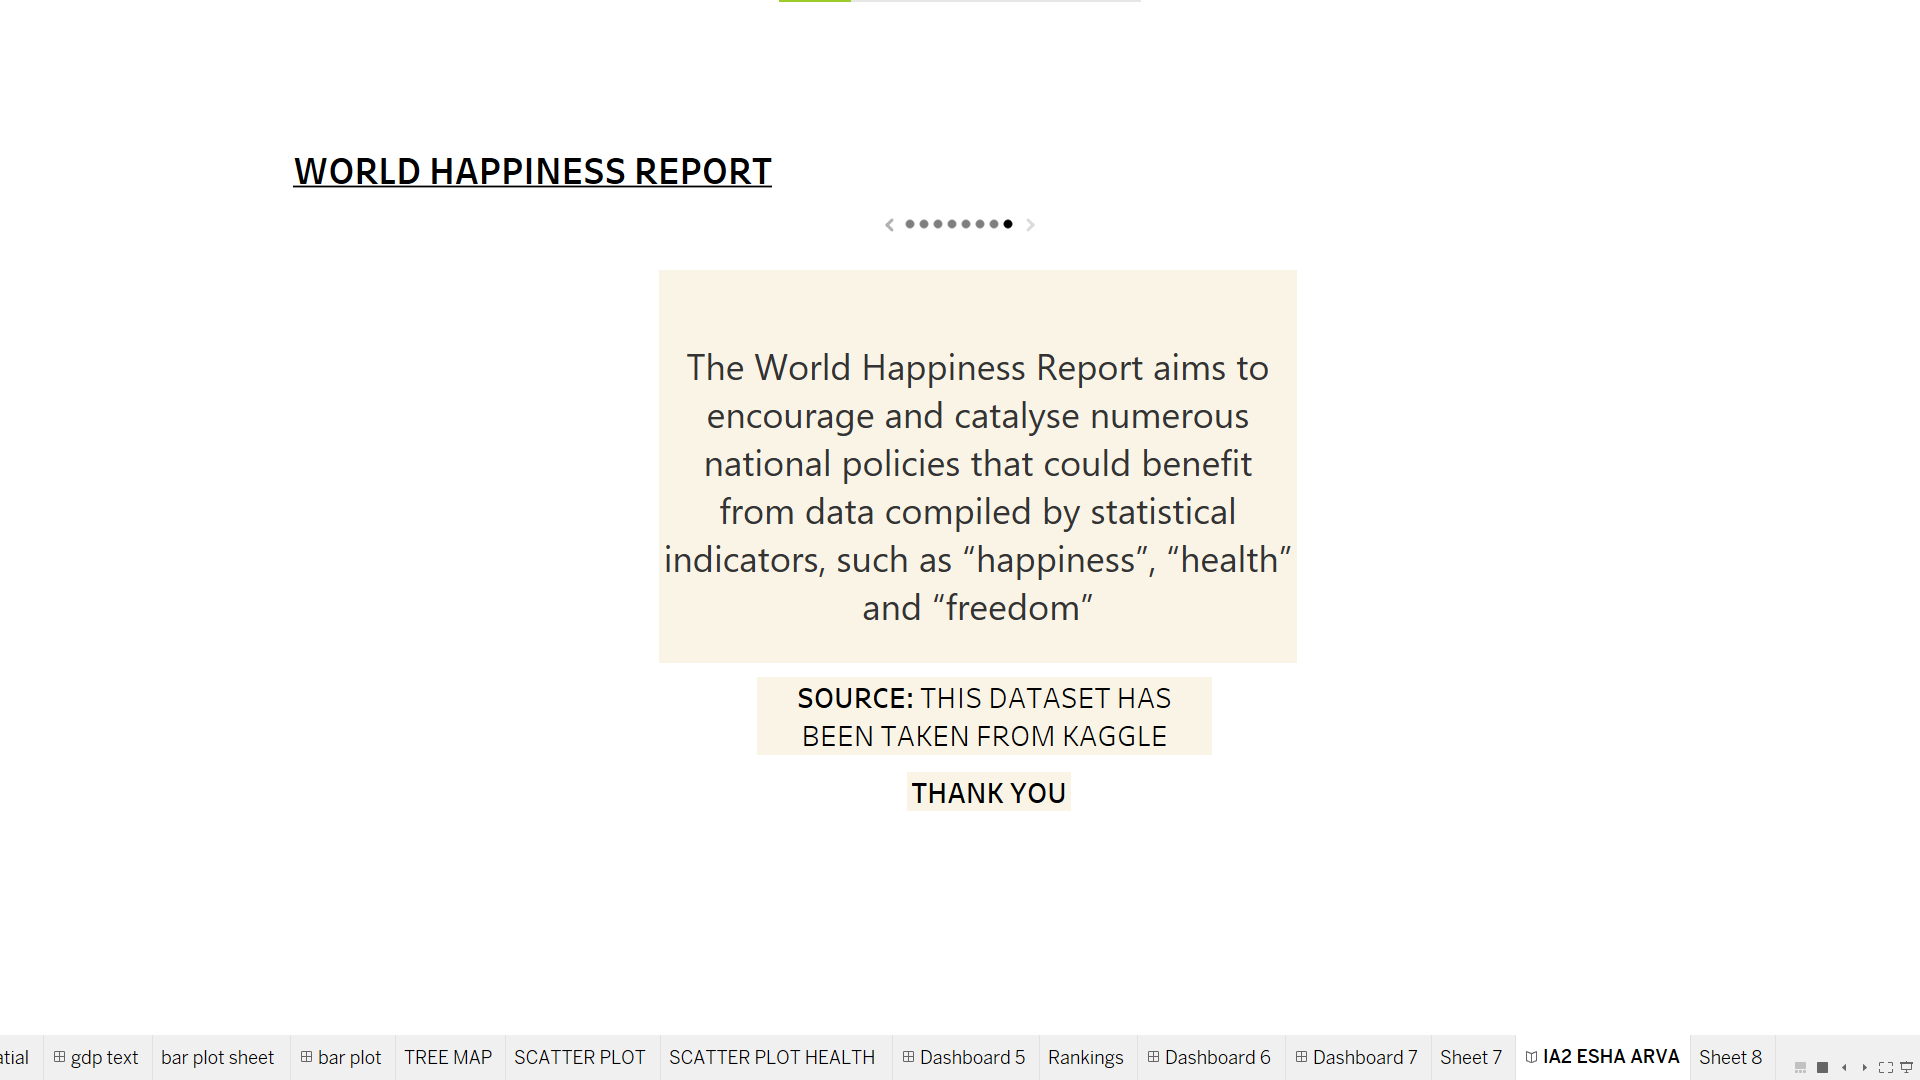 WORLD HAPPINESS REPORT
The World Happiness Report aims to
encourage and catalyse numerous
national policies that could benefit
from data compiled by statistical
indicators, such as “happiness”, “health”
and “freedom”
SOURCE: THIS DATASET HAS
BEEN TAKEN FROM KAGGLE
THANK YOU
atial gdp text bar plot sheet bar plot TREE MAP SCATTER PLOT SCATTER PLOT HEALTH Dashboard 5 Rankings Dashboard 6 Dashboard 7 Sheet 7 IA2 ESHA ARVA Sheet 8